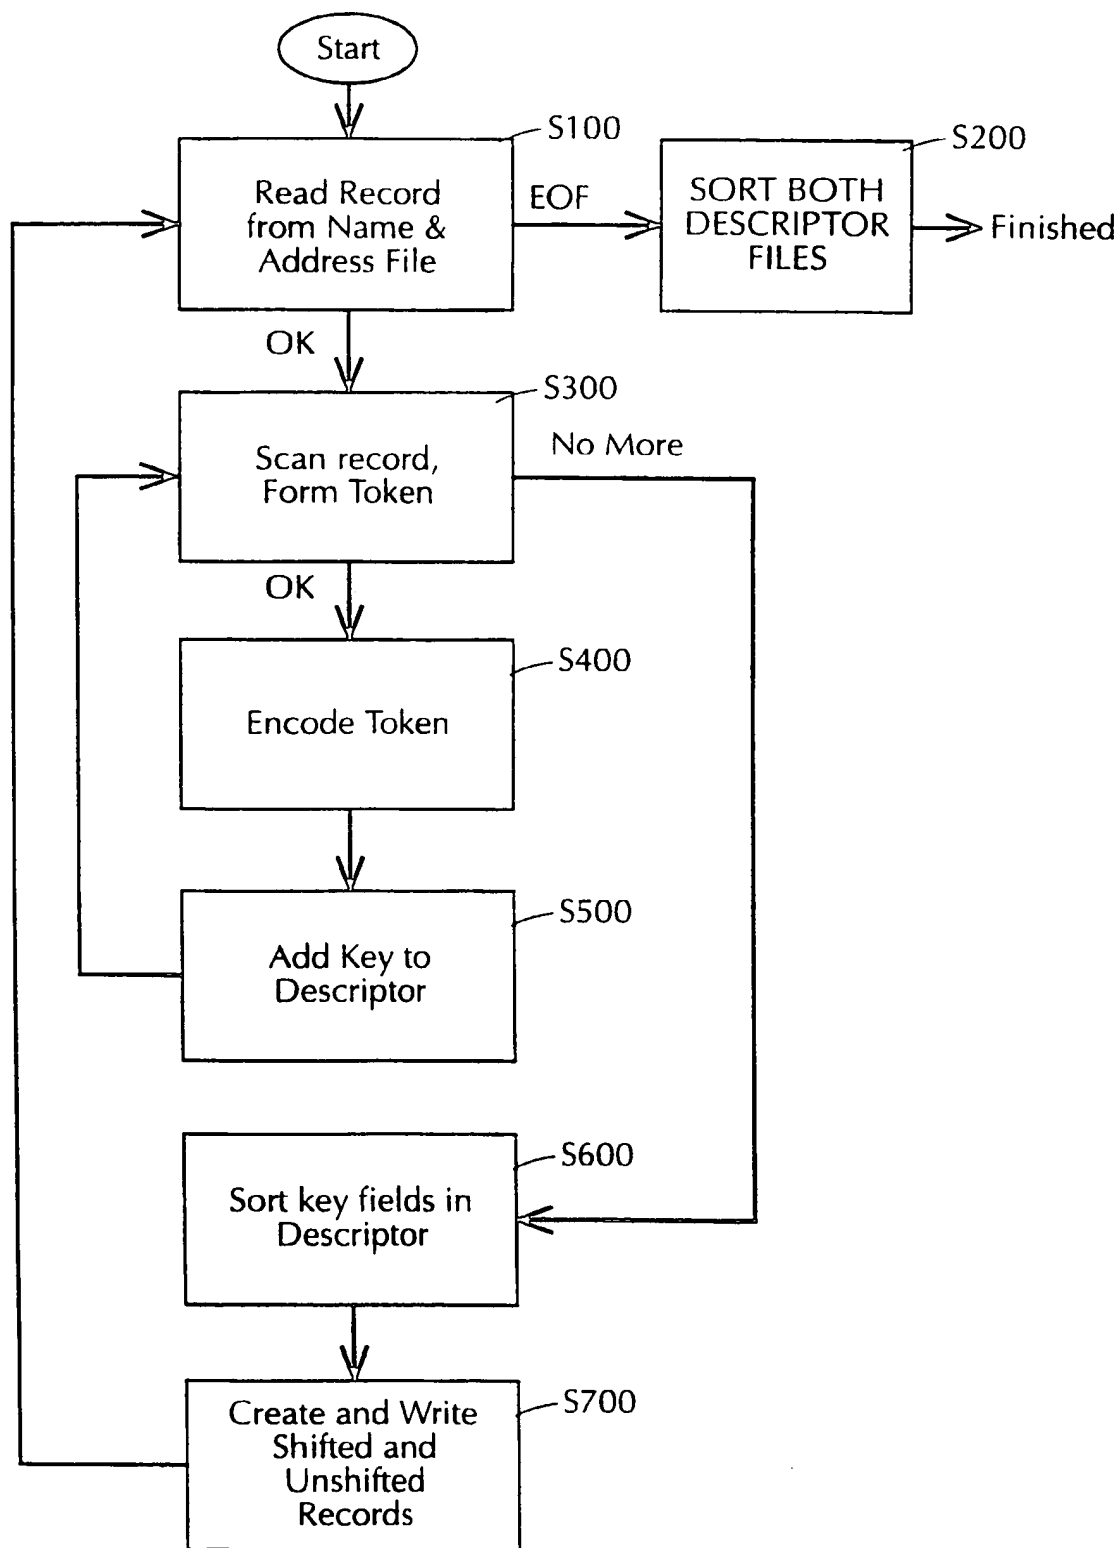 Start
S100
Read Record
from Name &
Address File
EOF
S200
SORT BOTH
DESCRIPTOR
FILES
Finished
OK
S300
Scan record,
Form Token
No More
OK
S400
Encode Token
S500
Add Key to
Descriptor
S600
Sort key fields in
Descriptor
S700
Create and Write
Shifted and
Unshifted
Records